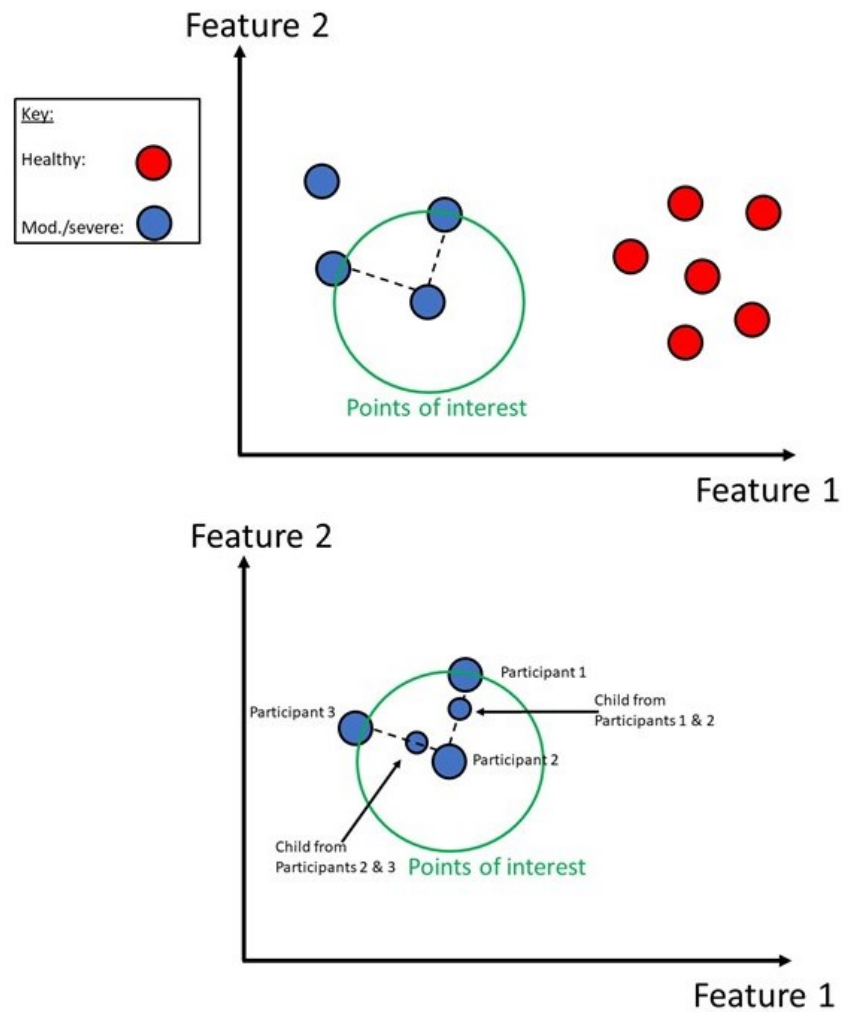 Feature 2
Key:
Healthy:
Mod./severe:
Points of interest
Feature 1
Feature 2
Participant 1
Child from
Participants 1 & 2
Participant 3
Participant 2
Child from
Participants 2 & 3
Points of interest
Feature 1